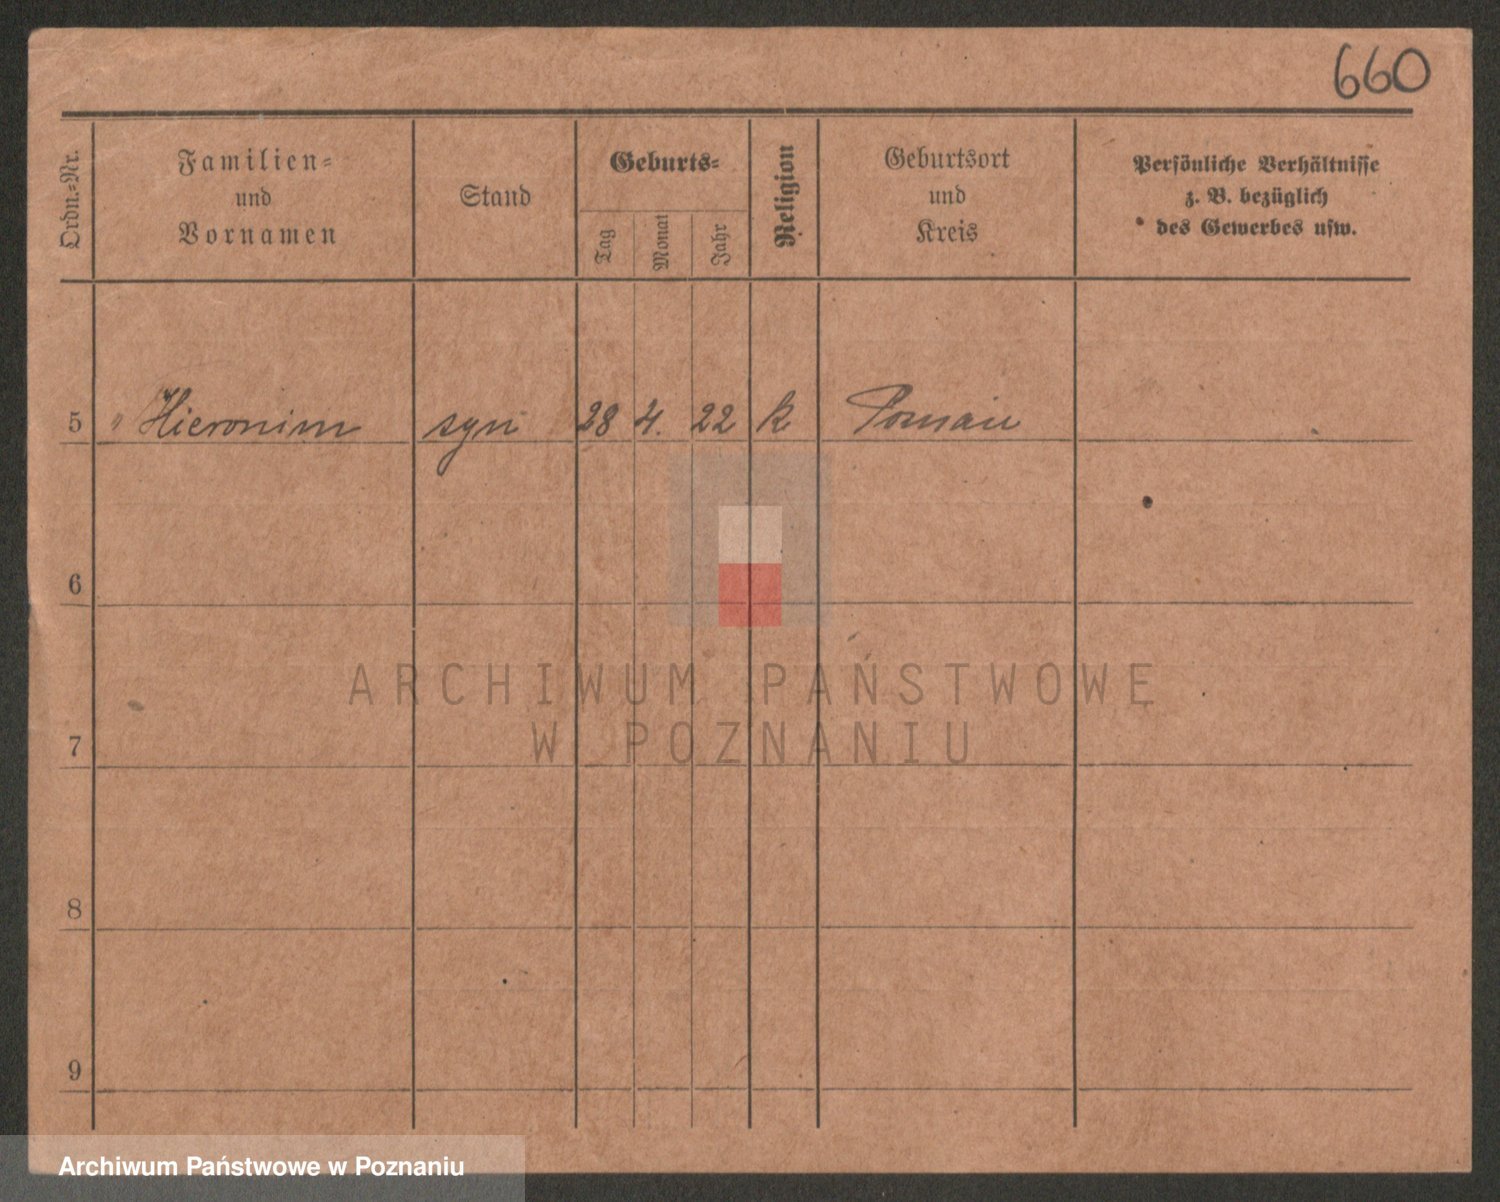 660
Ordn.=Nr.
Familien=
und
Vornamen
Stand
Geburts=
Tag
Monat
Jahr
Religion
Geburtsort
und
Kreis
Persönliche Verhältnisse
z. B. bezüglich
des Gewerbes usw.
5 " Hieronim syn 28 4. 22 k Poznań
6
7
8
9
ARCHIWUM PAŃSTWOWE
W POZNANIU
Archiwum Państwowe w Poznaniu